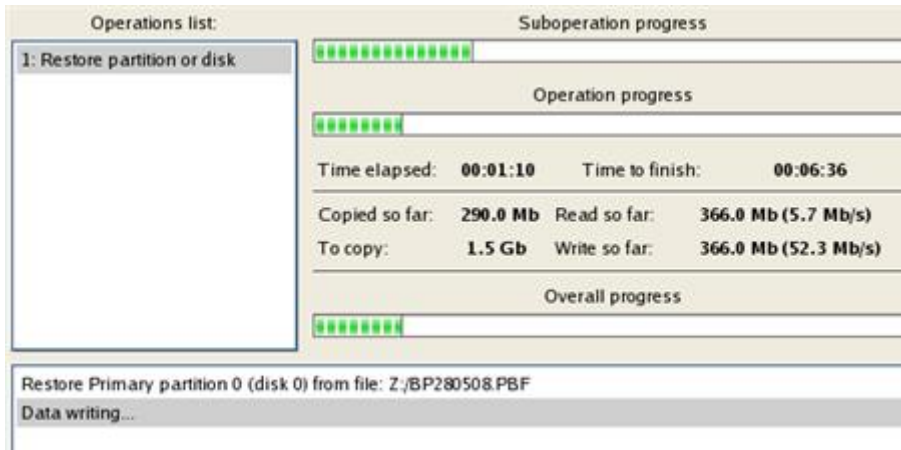 Operations list:
Suboperation progress
1: Restore partition or disk
Operation progress
Time elapsed: 00:01:10 Time to finish: 00:06:36
Copied so far: 290.0 Mb Read so far: 366.0 Mb (5.7 Mb/s)
To copy: 1.5 Gb Write so far: 366.0 Mb (52.3 Mb/s)
Overall progress
Restore Primary partition 0 (disk 0) from file: Z:/BP280508.PBF
Data writing...